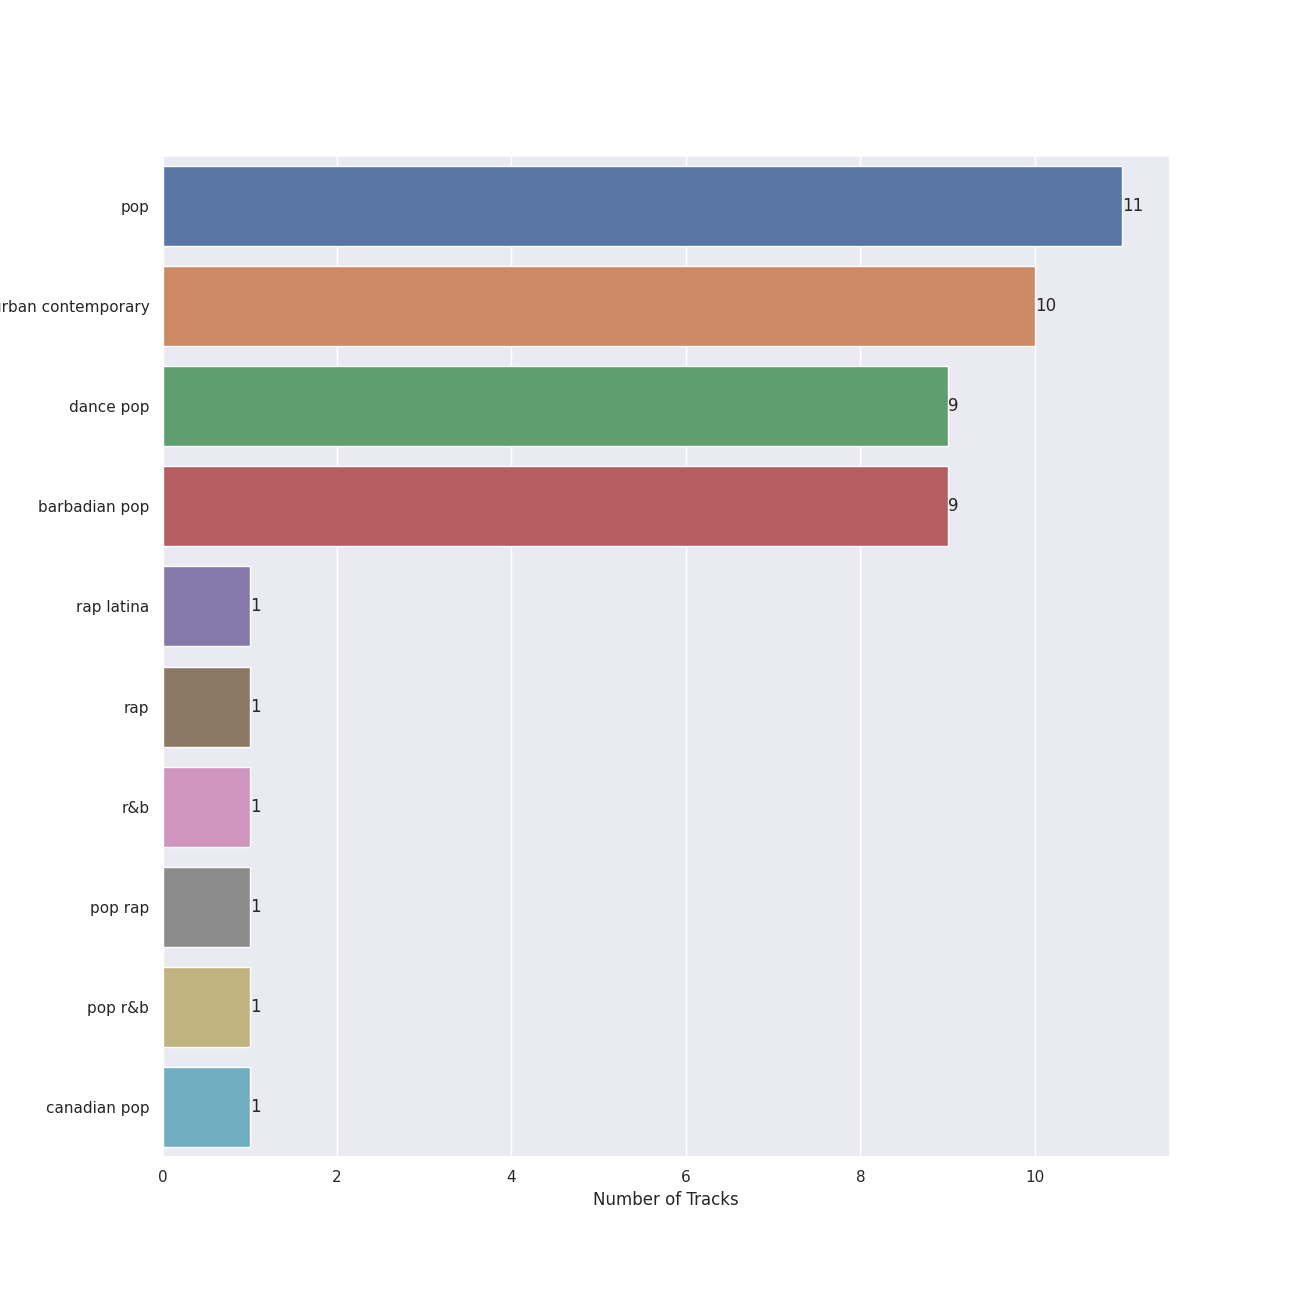 pop 11
rban contemporary 10
dance pop 9
barbadian pop 9
rap latina 1
rap 1
r&b 1
pop rap 1
pop r&b 1
canadian pop 1
0 2 4 6 8 10
Number of Tracks